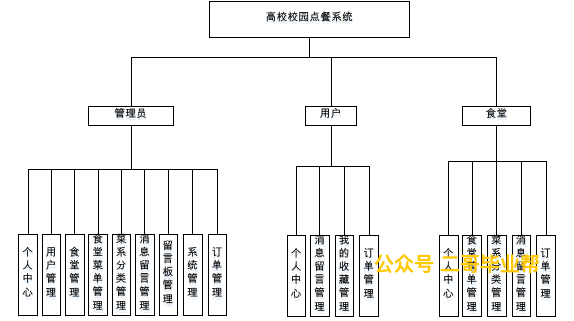 高校校园点餐系统
管理员
用户
食堂
个人中心
用户管理
食堂管理
食堂菜单管理
菜系分类管理
消息留言管理
留言板管理
系统管理
订单管理
个人中心
消息留言管理
我的收藏管理
订单管理
个人中心
食堂菜单管理
菜系分类管理
消息留言管理
订单管理
公众号 二哥毕业帮